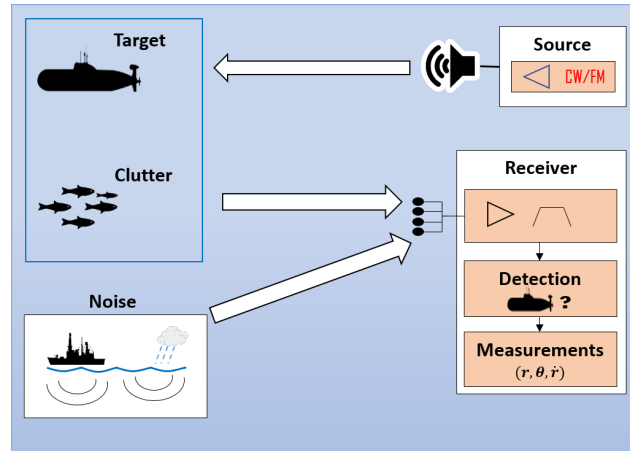 Target
Source
CW/FM
Clutter
Receiver
Noise
Detection
?
Measurements
(r, θ, ṙ)